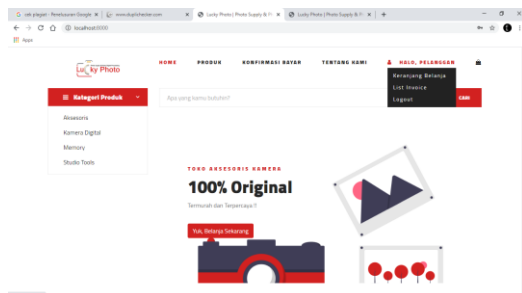 cek plagiat - Penelusuran Google
www.duplichecker.com
Lucky Photo | Photo Supply & F
Lucky Photo | Photo Supply & F
localhost:8000
Apps
Lucky Photo
HOME PRODUK KONFIRMASI BAYAR TENTANG KAMI HALO, PELANGGAN
Keranjang Belanja
List Invoice
Logout
Kategori Produk
Apa yang kamu butuhin?
CARI
Aksesoris
Kamera Digital
Memory
Studio Tools
TOKO AKSESORIS KAMERA
100% Original
Termurah dan Terpercaya !!
Yuk, Belanja Sekarang